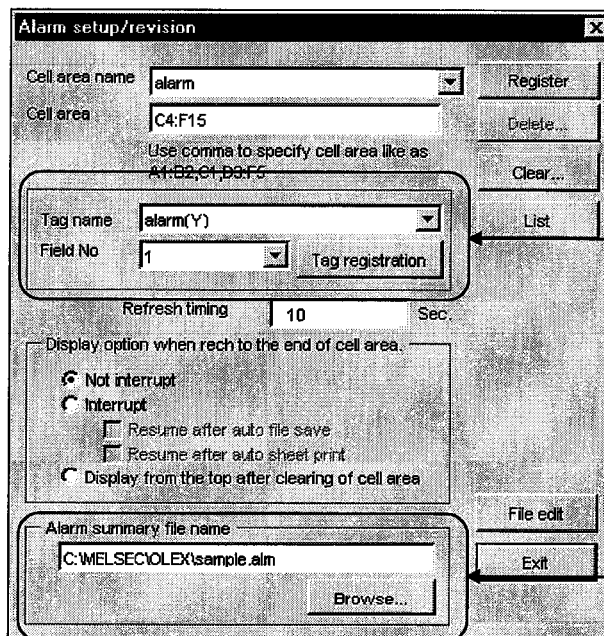 Alarm setup/revision
Cell area name alarm Register
Cell area C4:F15 Delete...
Use comma to specify cell area like as
A1:B2,C1,D3:F5 Clear...
Tag name alarm(Y) List
Field No 1 Tag registration
Refresh timing 10 Sec.
Display option when rech to the end of cell area.
Not interrupt
Interrupt
Resume after auto file save
Resume after auto sheet print
Display from the top after clearing of cell area
File edit
Alarm summary file name
C:\MELSEC\OLEX\sample.alm Exit
Browse...